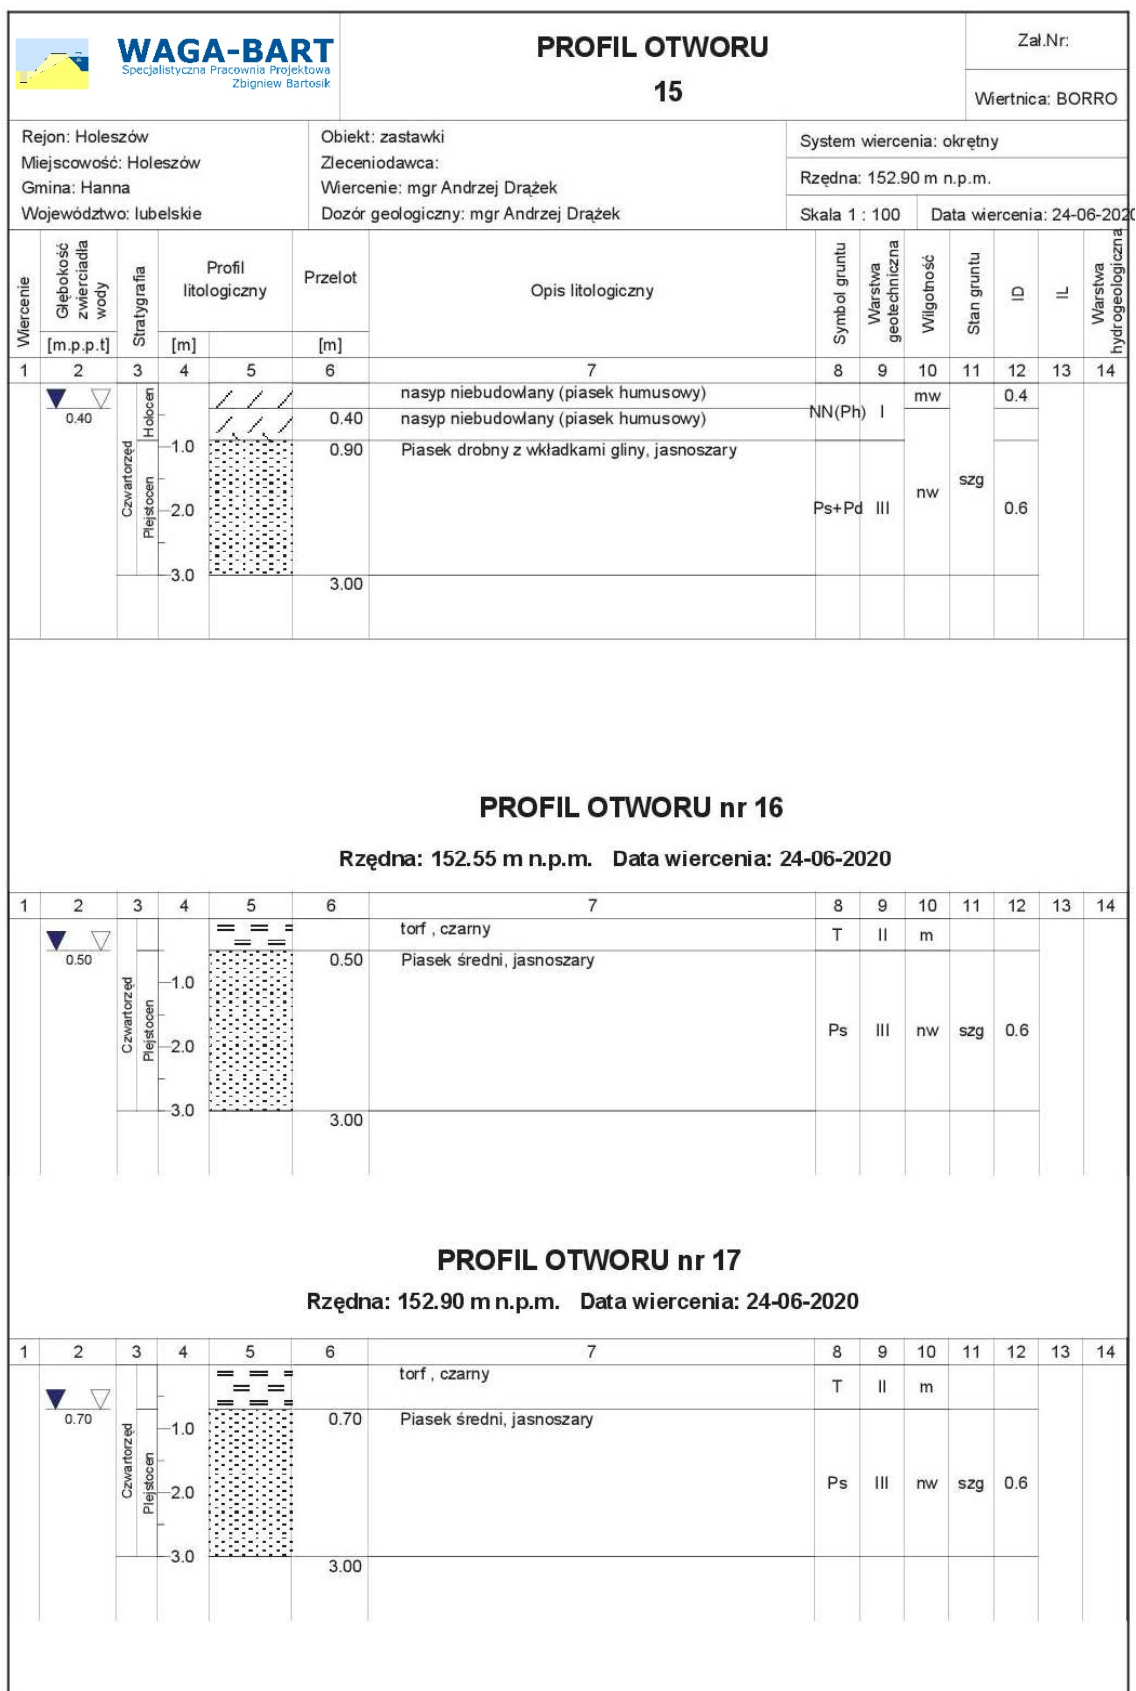 WAGA-BART
Specjalistyczna Pracownia Projektowa
Zbigniew Bartosik
PROFIL OTWORU
15
Zał.Nr:
Wiertnica: BORRO
Rejon: Holeszów
Miejscowość: Holeszów
Gmina: Hanna
Województwo: lubelskie
Obiekt: zastawki
Zleceniodawca:
Wiercenie: mgr Andrzej Drążek
Dozór geologiczny: mgr Andrzej Drążek
System wiercenia: okrętny
Rzędna: 152.90 m n.p.m.
Skala 1 : 100 Data wiercenia: 24-06-2020
Wiercenie
Głębokość zwierciadła wody
[m.p.p.t]
Stratygrafia
Profil litologiczny
[m]
Przelot
[m]
Opis litologiczny
Symbol gruntu
Warstwa geotechniczna
Wilgotność
Stan gruntu
ID
IL
Warstwa hydrogeologiczna
1 2 3 4 5 6 7 8 9 10 11 12 13 14
nasyp niebudowlany (piasek humusowy) mw 0.4
0.40 Holocen 0.40 nasyp niebudowlany (piasek humusowy) NN(Ph) I
-1.0 0.90 Piasek drobny z wkładkami gliny, jasnoszary
Czwartorzęd Plejstocen -2.0 Ps+Pd III nw szg 0.6
-3.0 3.00
PROFIL OTWORU nr 16
Rzędna: 152.55 m n.p.m. Data wiercenia: 24-06-2020
1 2 3 4 5 6 7 8 9 10 11 12 13 14
torf , czarny T II m
0.50 0.50 Piasek średni, jasnoszary
-1.0
Czwartorzęd Plejstocen -2.0 Ps III nw szg 0.6
-3.0 3.00
PROFIL OTWORU nr 17
Rzędna: 152.90 m n.p.m. Data wiercenia: 24-06-2020
1 2 3 4 5 6 7 8 9 10 11 12 13 14
torf , czarny T II m
0.70 0.70 Piasek średni, jasnoszary
-1.0
Czwartorzęd Plejstocen -2.0 Ps III nw szg 0.6
-3.0 3.00